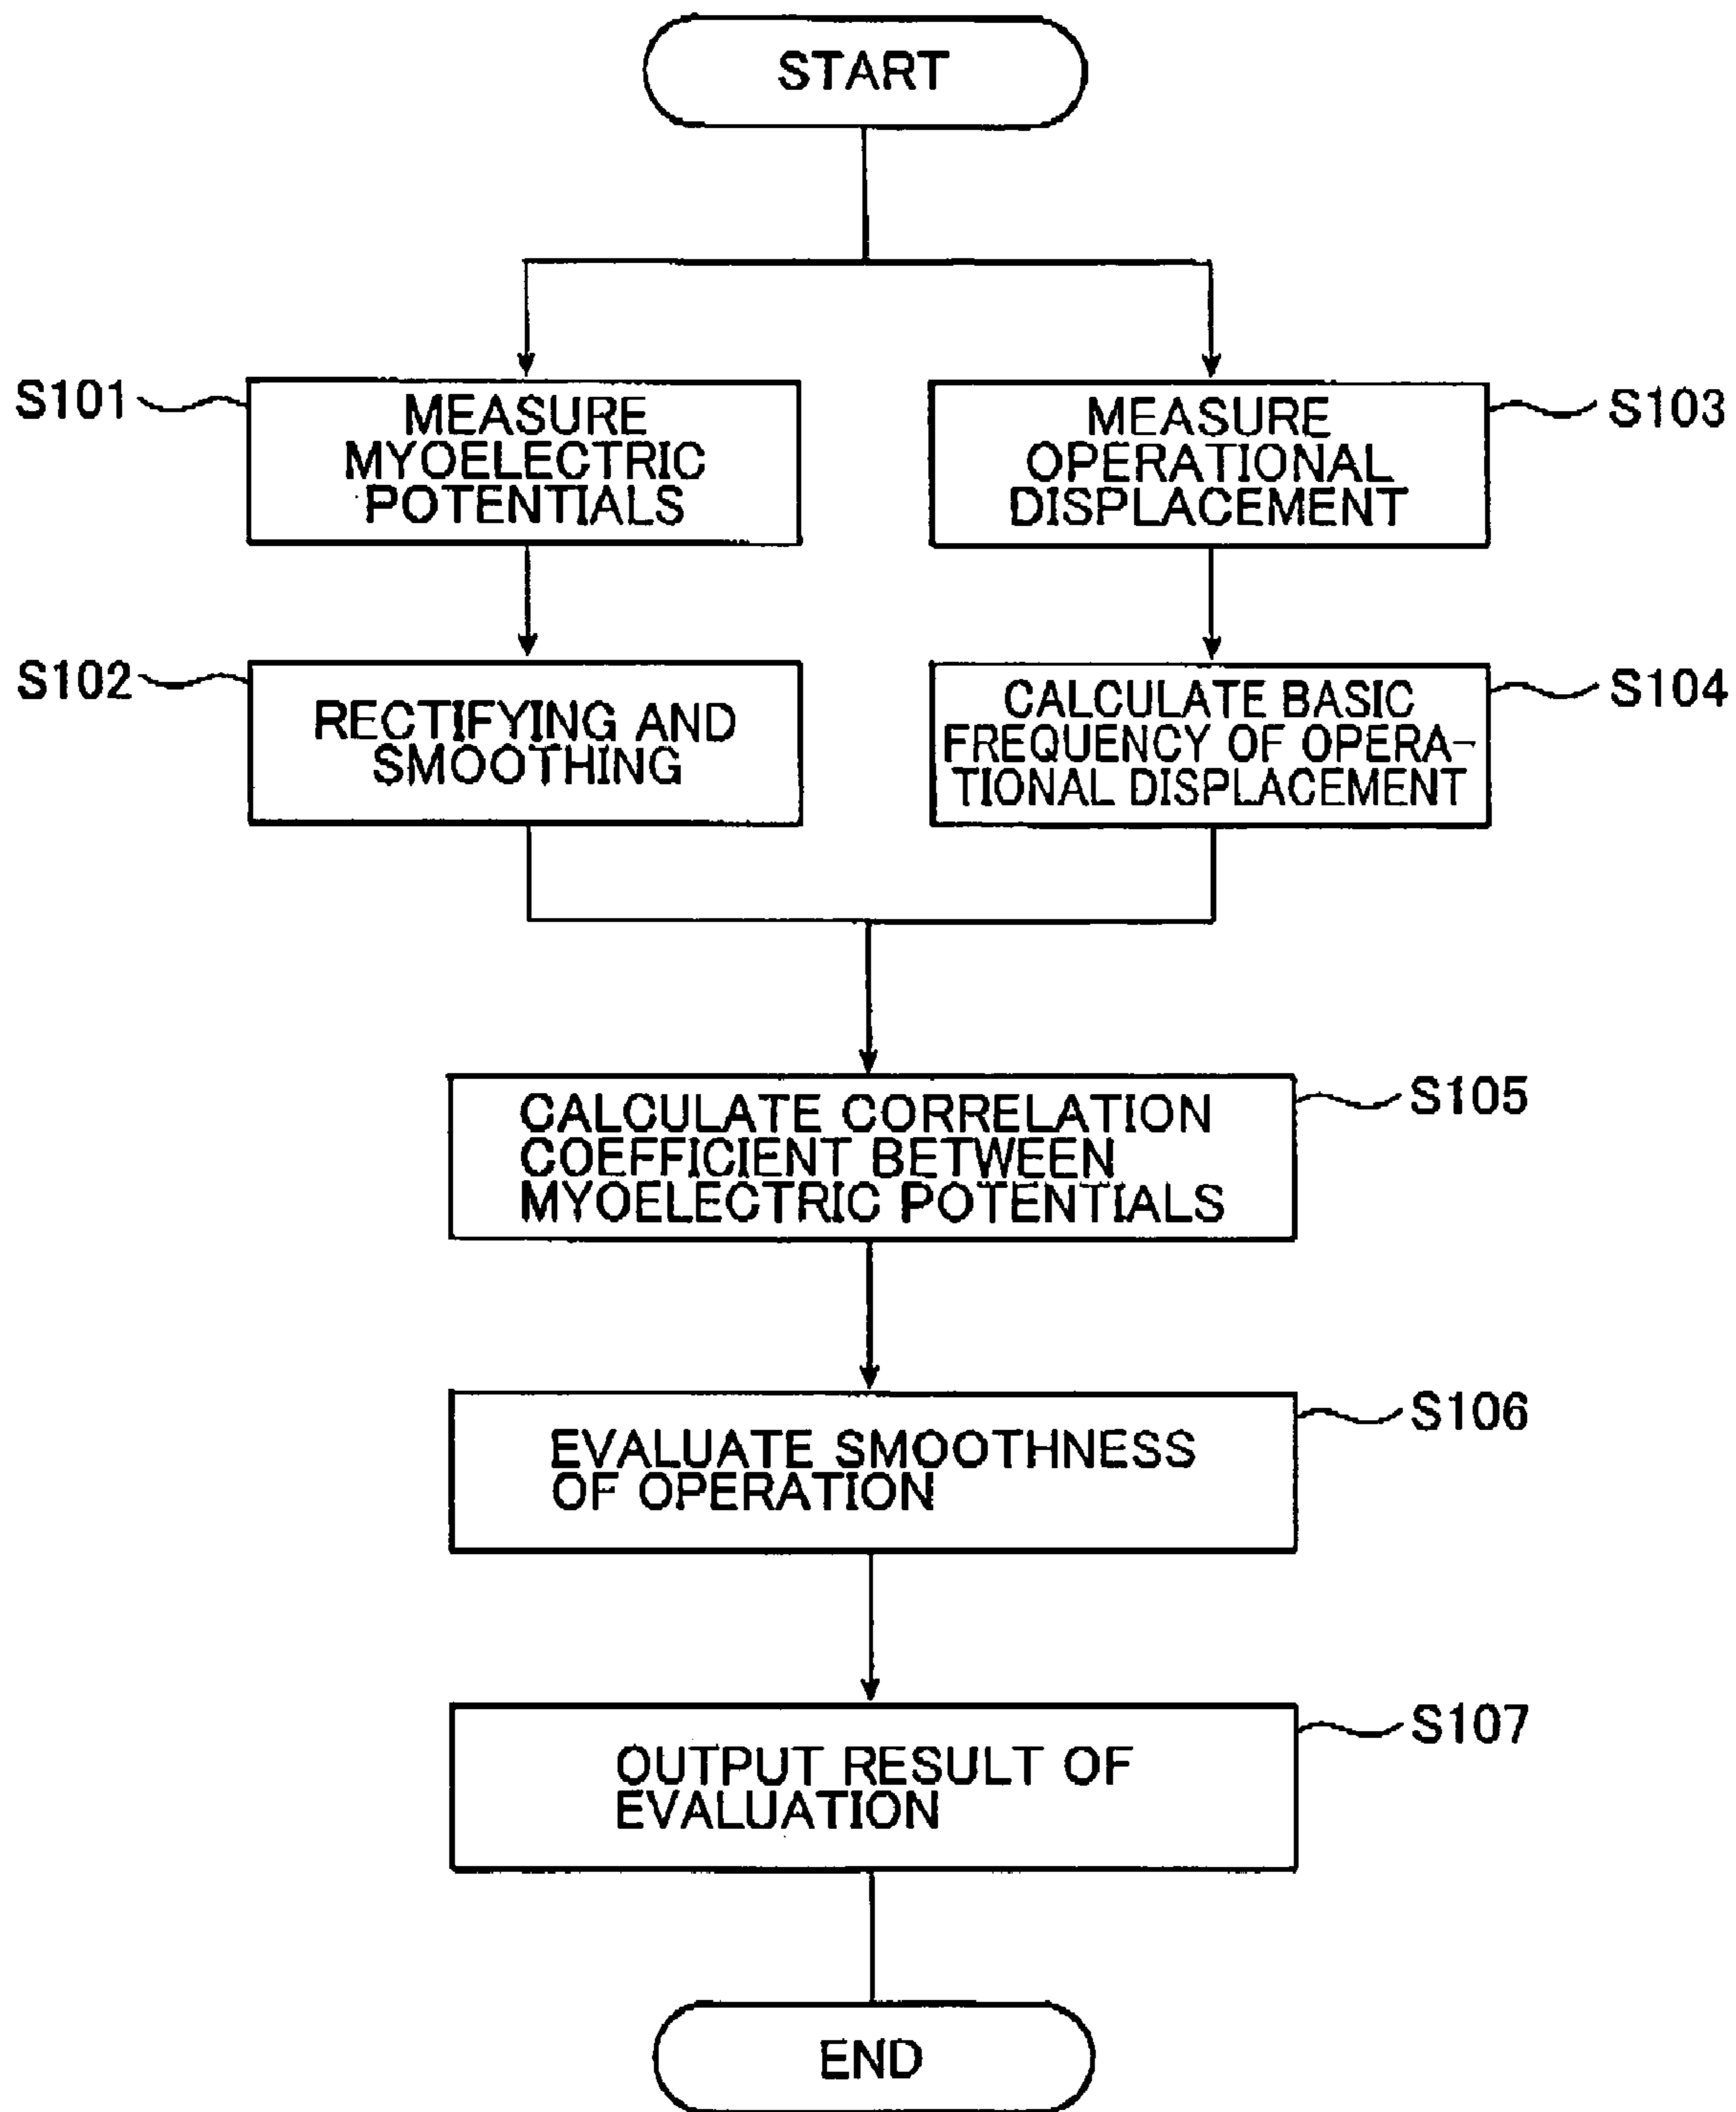 START
S101
MEASURE
MYOELECTRIC
POTENTIALS
MEASURE
OPERATIONAL
DISPLACEMENT
S103
S102
RECTIFYING AND
SMOOTHING
CALCULATE BASIC
FREQUENCY OF OPERA-
TIONAL DISPLACEMENT
S104
CALCULATE CORRELATION
COEFFICIENT BETWEEN
MYOELECTRIC POTENTIALS
S105
EVALUATE SMOOTHNESS
OF OPERATION
S106
OUTPUT RESULT OF
EVALUATION
S107
END